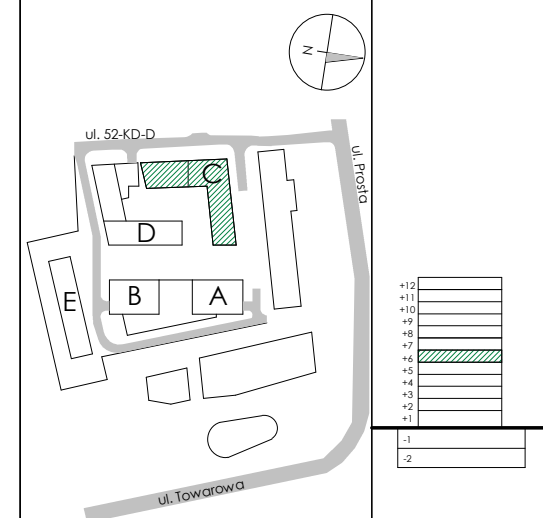 N
ul. 52-KD-D
ul. Prosta
C
D
E
B
A
ul. Towarowa
+12
+11
+10
+9
+8
+7
+6
+5
+4
+3
+2
+1
-1
-2